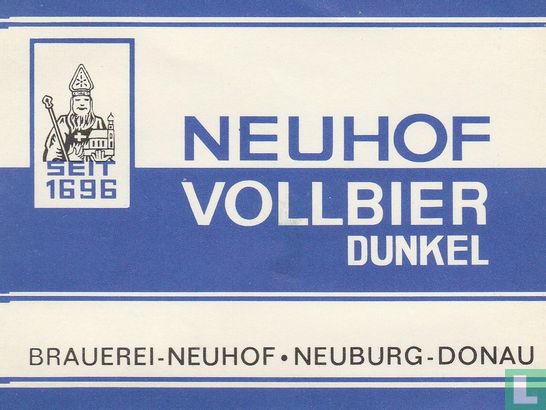 SEIT
1696
NEUHOF
VOLLBIER
DUNKEL
BRAUEREI-NEUHOF • NEUBURG-DONAU
L